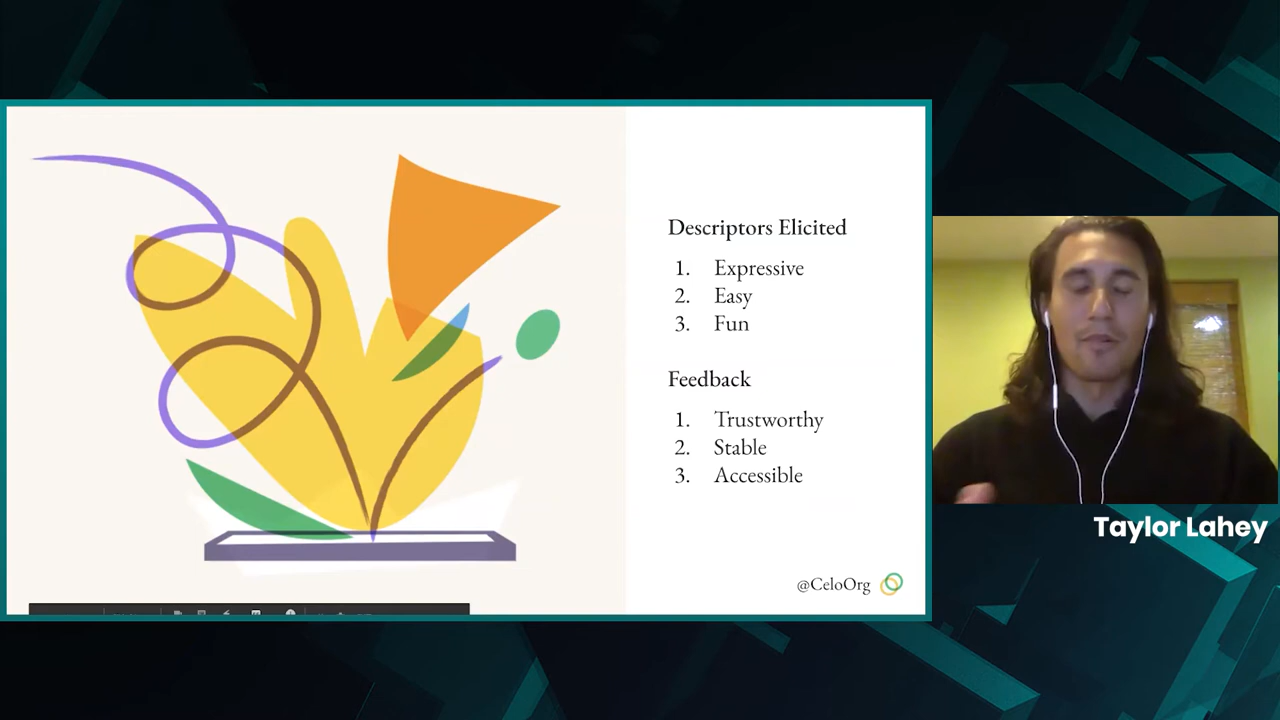 Descriptors Elicited
1. Expressive
2. Easy
3. Fun
Feedback
1. Trustworthy
2. Stable
3. Accessible
@CeloOrg
Taylor Lahey